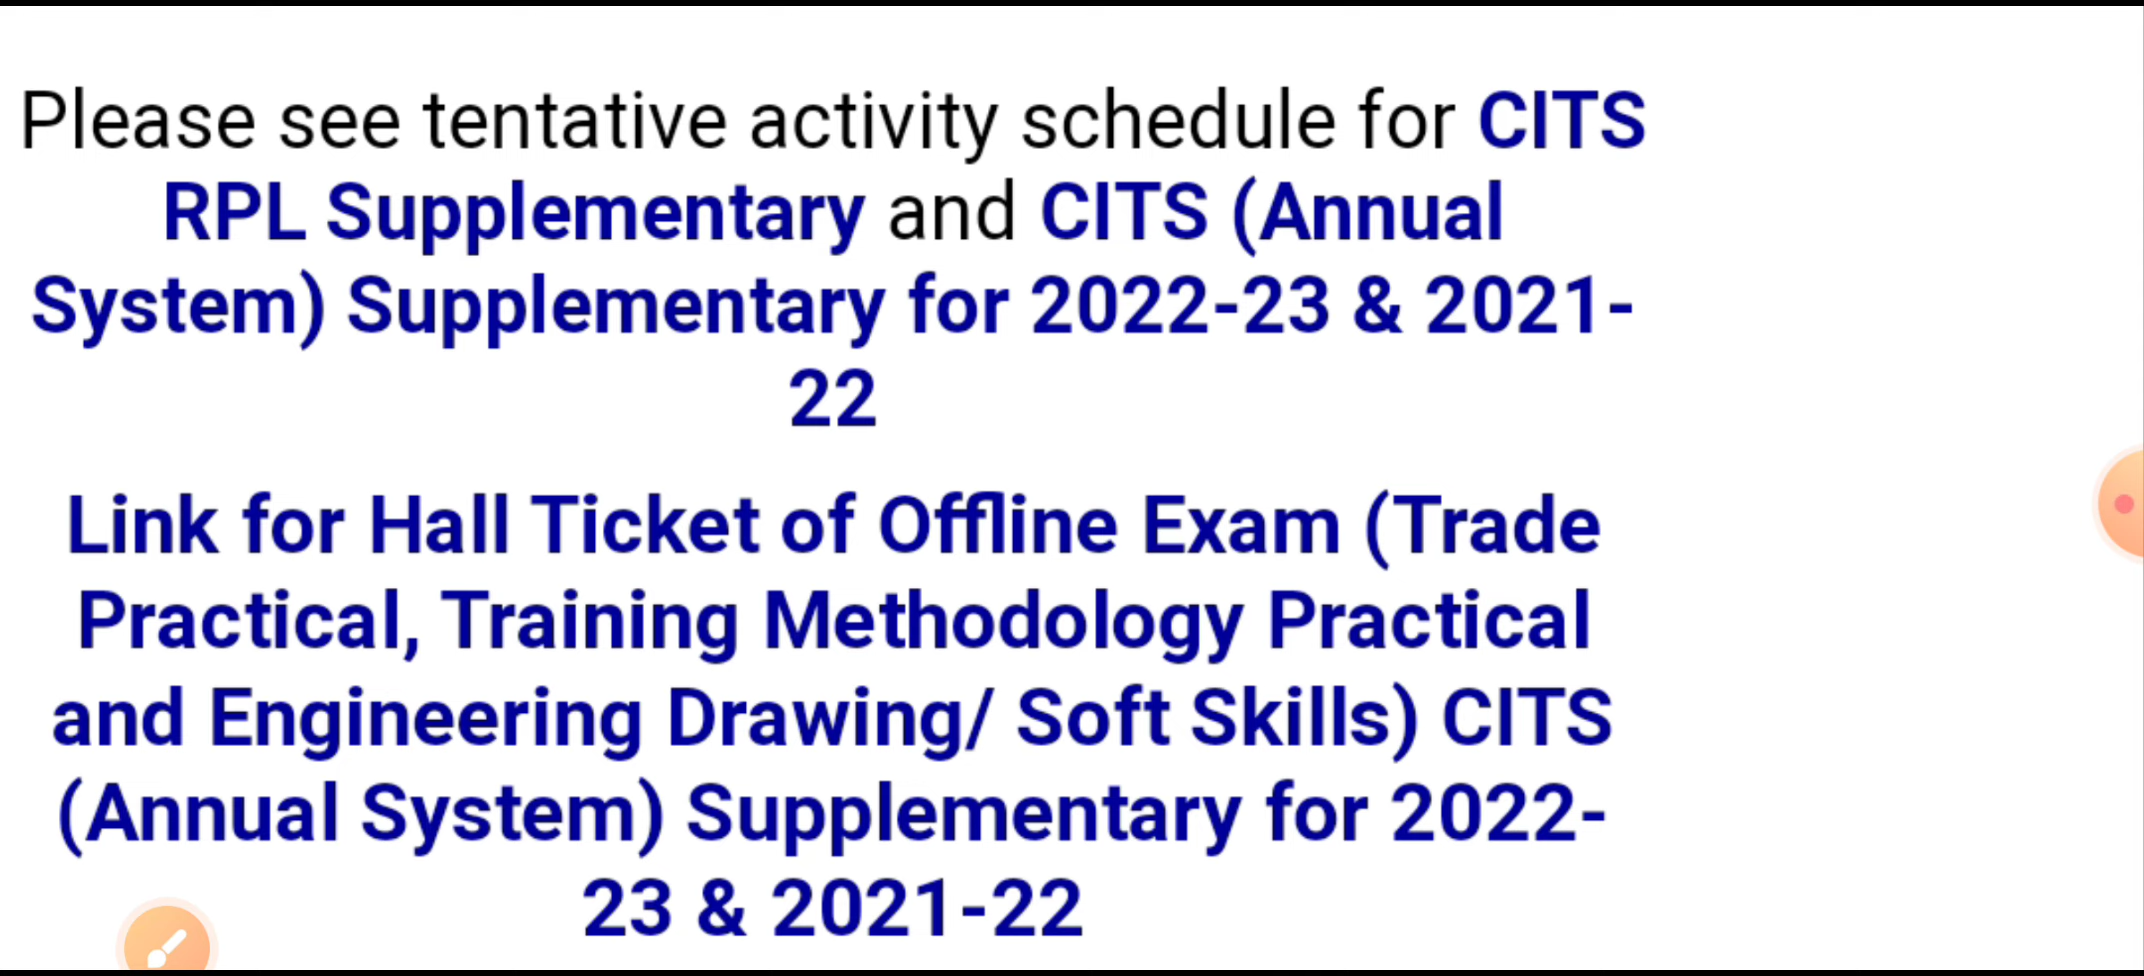 Please see tentative activity schedule for CITS
RPL Supplementary and CITS (Annual
System) Supplementary for 2022-23 & 2021-
22
Link for Hall Ticket of Offline Exam (Trade
Practical, Training Methodology Practical
and Engineering Drawing/ Soft Skills) CITS
(Annual System) Supplementary for 2022-
23 & 2021-22